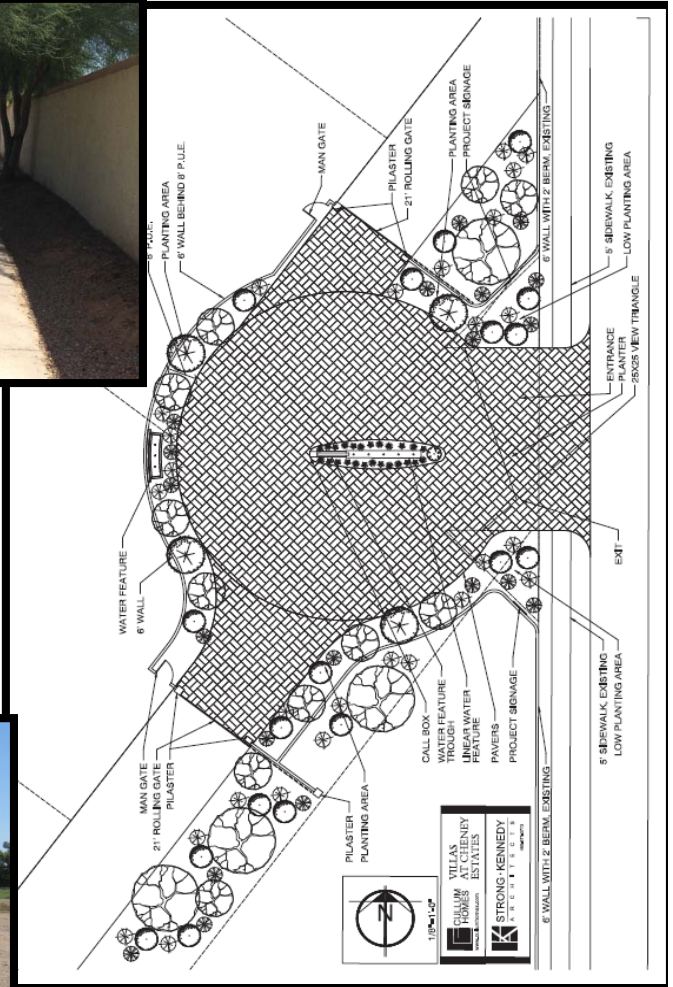 MAN GATE
PILASTER
21' ROLLING GATE
PLANTING AREA
PROJECT SIGNAGE
6' WALL WITH 2' BERM, EXISTING
5' SIDEWALK, EXISTING
LOW PLANTING AREA
8' P.U.E.
PLANTING AREA
6' WALL BEHIND 8' P.U.E.
ENTRANCE
PLANTER
25X25 VIEW TRIANGLE
WATER FEATURE
6' WALL
EXIT
MAN GATE
21' ROLLING GATE
PILASTER
PILASTER
PLANTING AREA
CALL BOX
WATER FEATURE
TROUGH
LINEAR WATER
FEATURE
PAVERS
PROJECT SIGNAGE
5' SIDEWALK, EXISTING
LOW PLANTING AREA
6' WALL WITH 2' BERM, EXISTING
N
1/8"=1'-0"
CULLUM
HOMES
VILLAS
AT CHENEY
ESTATES
STRONG·KENNEDY
ARCHITECTS